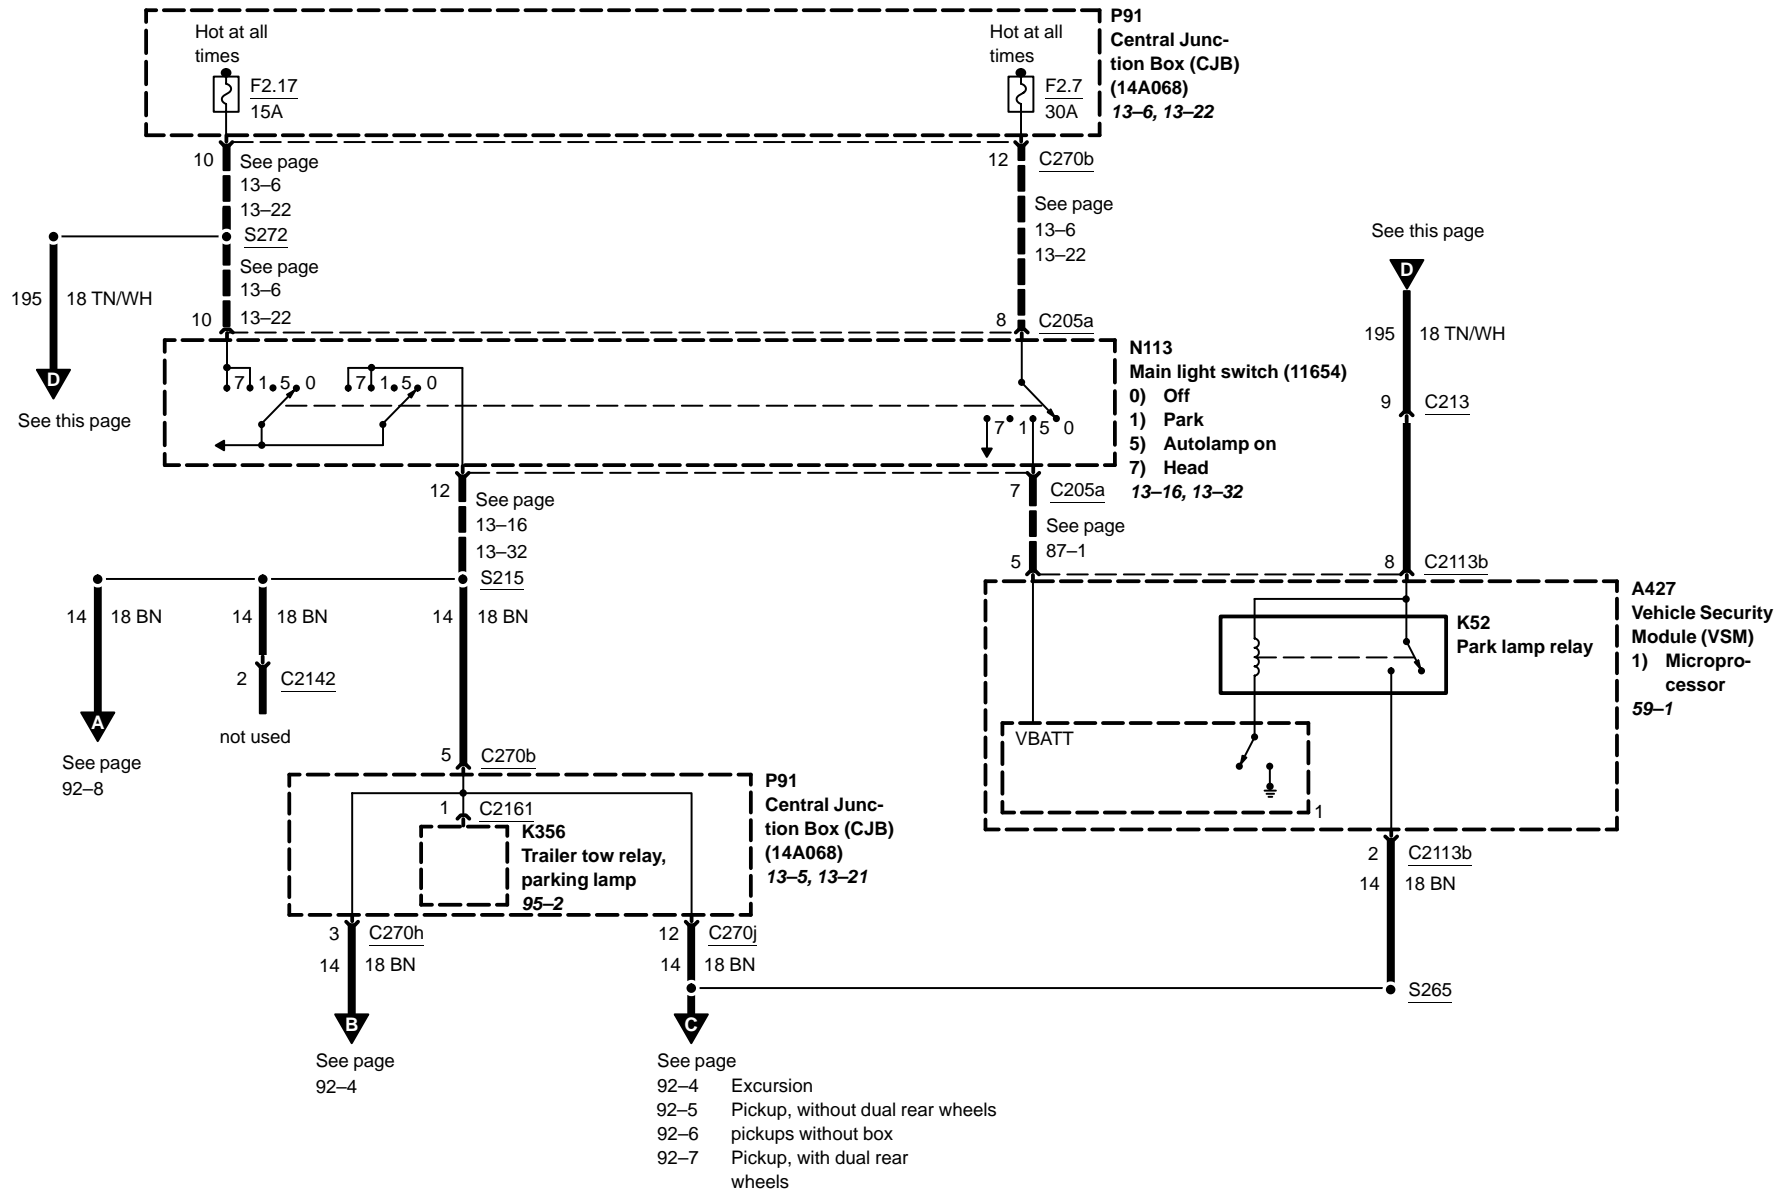 P91
Central Junc-
tion Box (CJB)
(14A068)
13–6, 13–22
Hot at all
times
F2.17
15A
Hot at all
times
F2.7
30A
10
See page
13–6
13–22
12
C270b
S272
See page
13–6
13–22
See page
13–6
13–22
195
18 TN/WH
D
See this page
See this page
D
195
18 TN/WH
9
C213
10
8
C205a
7 1 5 0
7 1 5 0
7 1 5 0
N113
Main light switch (11654)
0) Off
1) Park
5) Autolamp on
7) Head
13–16, 13–32
12
See page
13–16
13–32
S215
7
C205a
See page
87–1
5
8
C2113b
14
18 BN
14
18 BN
14
18 BN
2
C2142
not used
A
See page
92–8
A427
Vehicle Security
Module (VSM)
1) Micropro-
cessor
59–1
K52
Park lamp relay
VBATT
1
5
C270b
P91
Central Junc-
tion Box (CJB)
(14A068)
13–5, 13–21
1
C2161
K356
Trailer tow relay,
parking lamp
95–2
2
C2113b
14
18 BN
3
C270h
14
18 BN
12
C270j
14
18 BN
S265
B
See page
92–4
C
See page
92–4 Excursion
92–5 Pickup, without dual rear wheels
92–6 pickups without box
92–7 Pickup, with dual rear
wheels